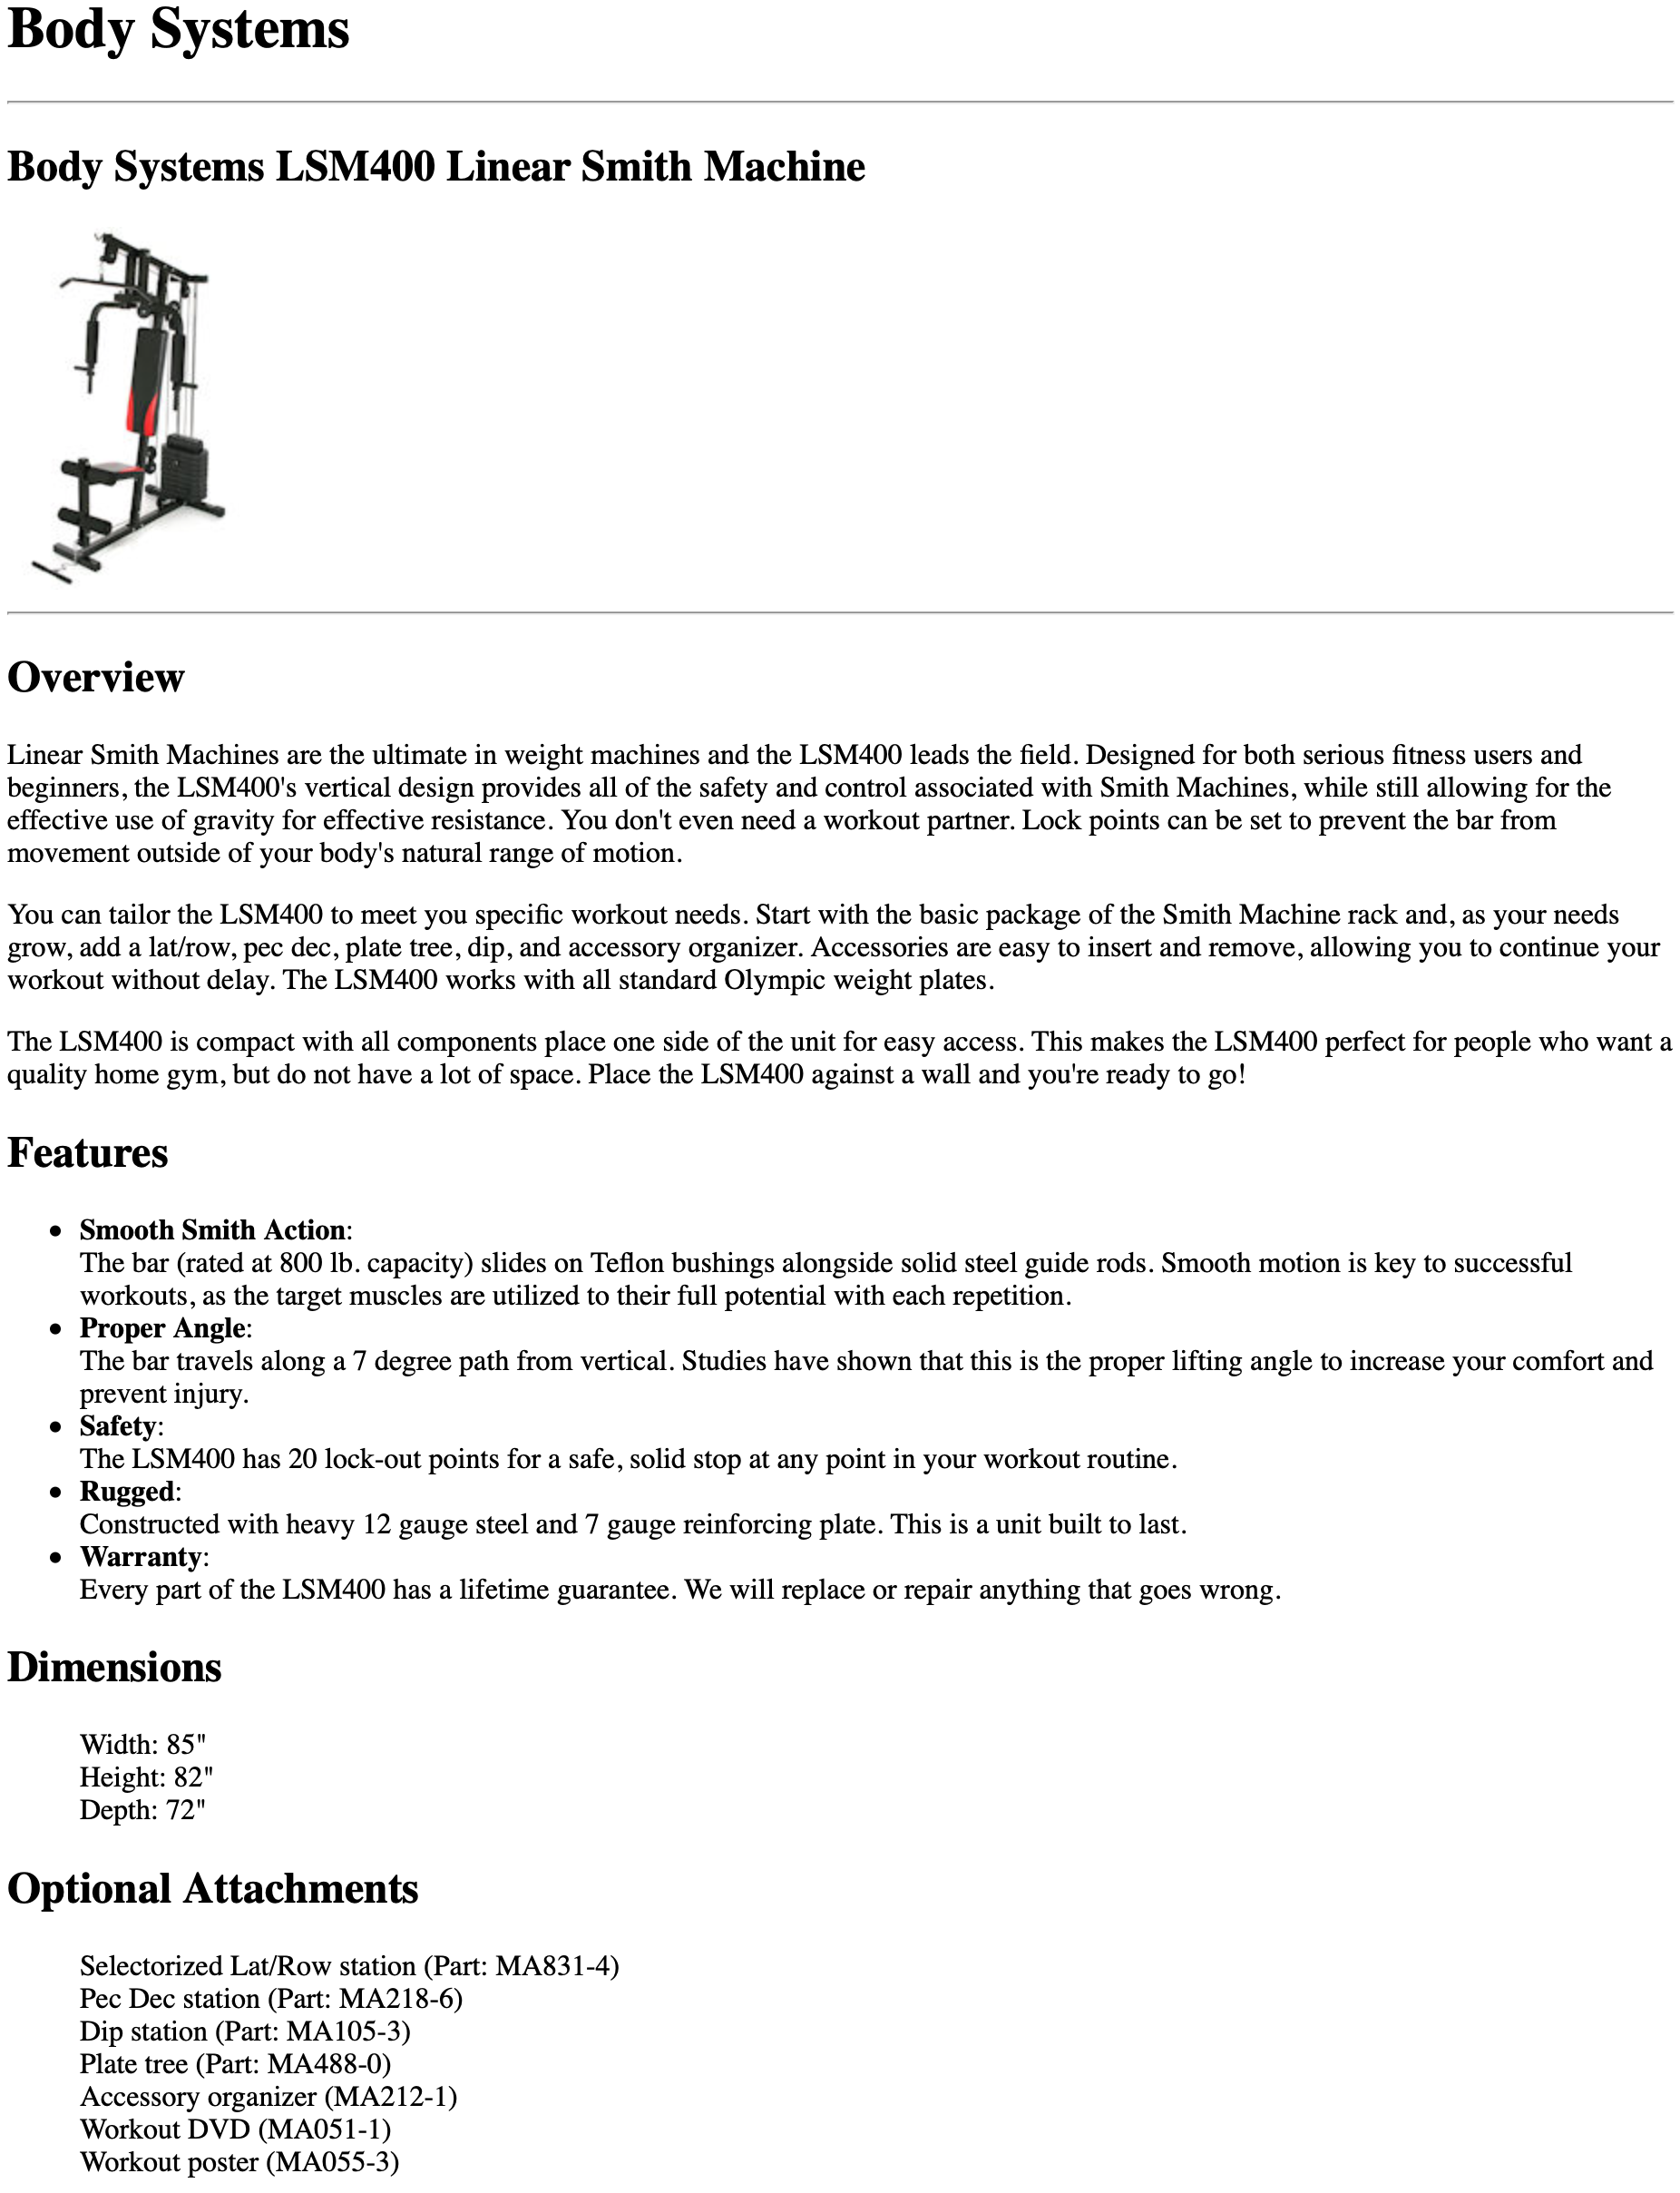 Body Systems
Body Systems LSM400 Linear Smith Machine
Overview
Linear Smith Machines are the ultimate in weight machines and the LSM400 leads the field. Designed for both serious fitness users and
beginners, the LSM400's vertical design provides all of the safety and control associated with Smith Machines, while still allowing for the
effective use of gravity for effective resistance. You don't even need a workout partner. Lock points can be set to prevent the bar from
movement outside of your body's natural range of motion.
You can tailor the LSM400 to meet you specific workout needs. Start with the basic package of the Smith Machine rack and, as your needs
grow, add a lat/row, pec dec, plate tree, dip, and accessory organizer. Accessories are easy to insert and remove, allowing you to continue your
workout without delay. The LSM400 works with all standard Olympic weight plates.
The LSM400 is compact with all components place one side of the unit for easy access. This makes the LSM400 perfect for people who want a
quality home gym, but do not have a lot of space. Place the LSM400 against a wall and you're ready to go!
Features
• Smooth Smith Action:
The bar (rated at 800 lb. capacity) slides on Teflon bushings alongside solid steel guide rods. Smooth motion is key to successful
workouts, as the target muscles are utilized to their full potential with each repetition.
• Proper Angle:
The bar travels along a 7 degree path from vertical. Studies have shown that this is the proper lifting angle to increase your comfort and
prevent injury.
• Safety:
The LSM400 has 20 lock-out points for a safe, solid stop at any point in your workout routine.
• Rugged:
Constructed with heavy 12 gauge steel and 7 gauge reinforcing plate. This is a unit built to last.
• Warranty:
Every part of the LSM400 has a lifetime guarantee. We will replace or repair anything that goes wrong.
Dimensions
Width: 85"
Height: 82"
Depth: 72"
Optional Attachments
Selectorized Lat/Row station (Part: MA831-4)
Pec Dec station (Part: MA218-6)
Dip station (Part: MA105-3)
Plate tree (Part: MA488-0)
Accessory organizer (MA212-1)
Workout DVD (MA051-1)
Workout poster (MA055-3)